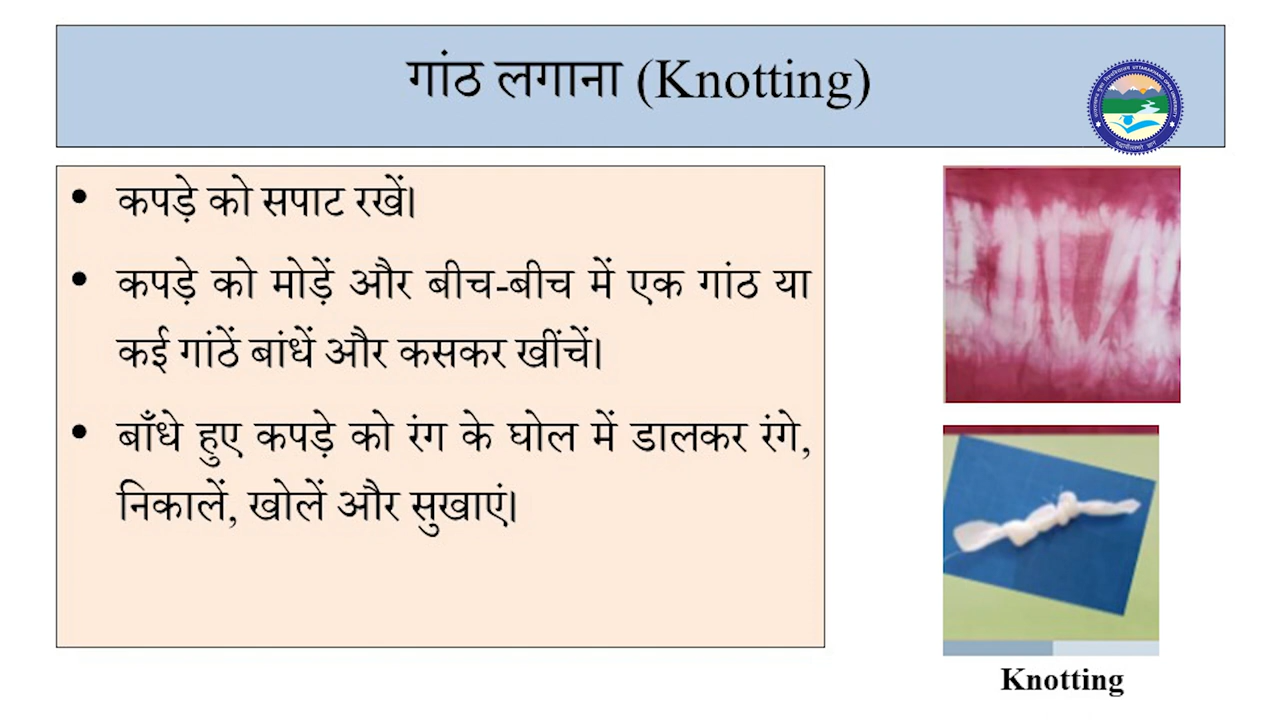 गांठ लगाना (Knotting)
• कपड़े को सपाट रखें।
• कपड़े को मोड़ें और बीच-बीच में एक गांठ या
कई गांठें बांधें और कसकर खींचें।
• बाँधे हुए कपड़े को रंग के घोल में डालकर रंगे,
निकालें, खोलें और सुखाएं।
Knotting